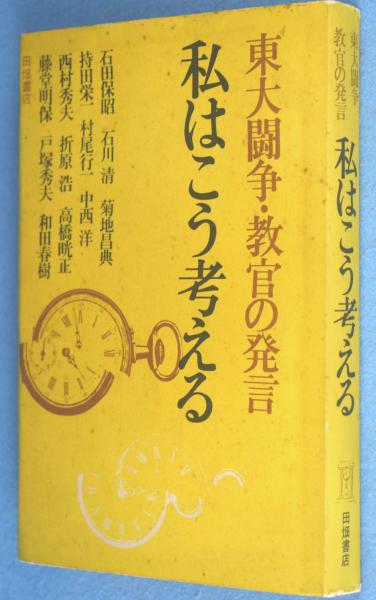 東大闘争・教官の発言
私はこう考える
石田保昭 石川清 菊地昌典
持田栄一 村尾行一 中西洋
西村秀夫 折原浩 高橋晄正
藤堂明保 戸塚秀夫 和田春樹
田畑書店
東大闘争
教官の発言
私はこう考える
田畑書店